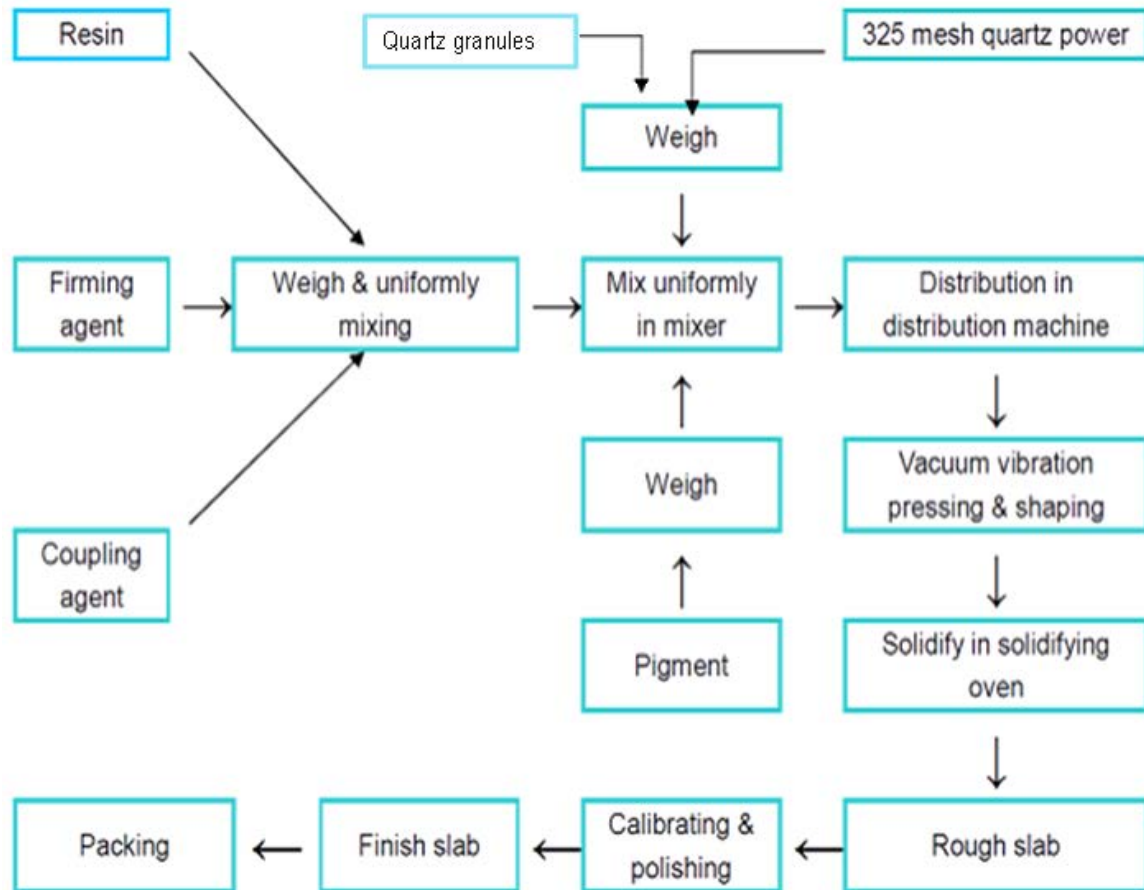 Resin
Quartz granules
325 mesh quartz power
Weigh
Firming
agent
Weigh & uniformly
mixing
Mix uniformly
in mixer
Distribution in
distribution machine
Weigh
Vacuum vibration
pressing & shaping
Coupling
agent
Pigment
Solidify in solidifying
oven
Packing
Finish slab
Calibrating &
polishing
Rough slab